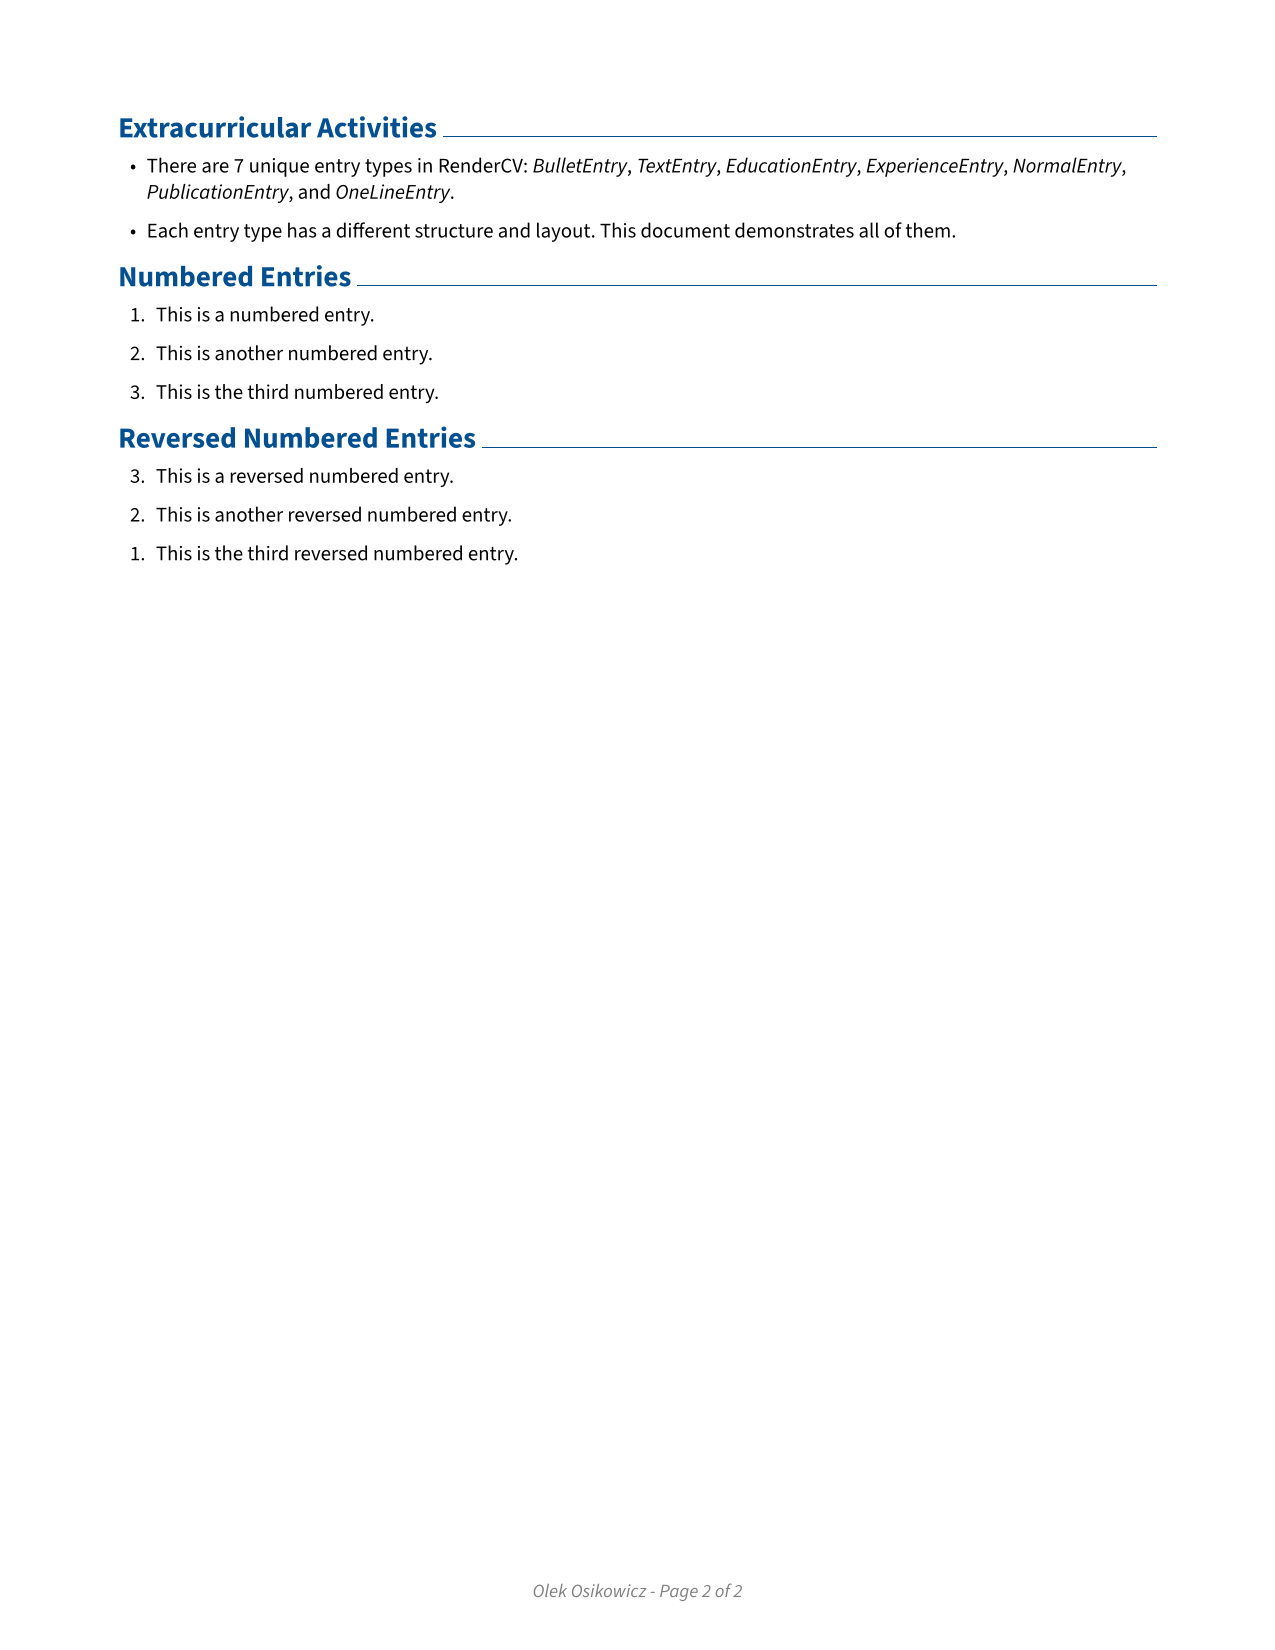 Extracurricular Activities
• There are 7 unique entry types in RenderCV: BulletEntry, TextEntry, EducationEntry, ExperienceEntry, NormalEntry,
PublicationEntry, and OneLineEntry.
• Each entry type has a different structure and layout. This document demonstrates all of them.
Numbered Entries
1. This is a numbered entry.
2. This is another numbered entry.
3. This is the third numbered entry.
Reversed Numbered Entries
3. This is a reversed numbered entry.
2. This is another reversed numbered entry.
1. This is the third reversed numbered entry.
Olek Osikowicz - Page 2 of 2